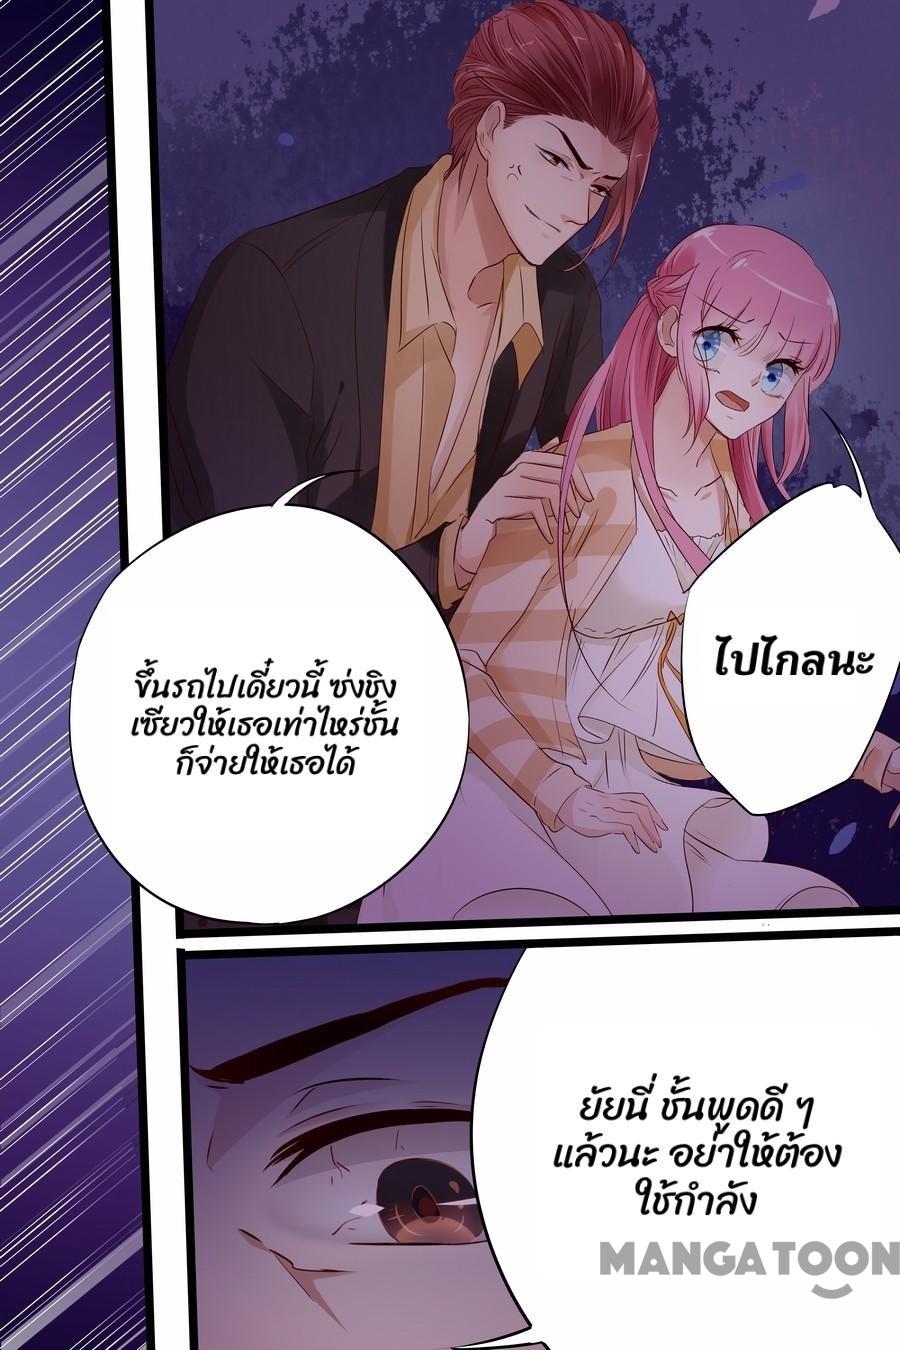 ไปไกลนะ
ขึ้นรถไปเดี๋ยวนี้ ซ่งชิง
เซียวให้เธอเท่าไหร่ชั้น
ก็จ่ายให้เธอได้
ยัยนี่ ชั้นพูดดี ๆ
แล้วนะ อย่าให้ต้อง
ใช้กำลัง
MANGATOON